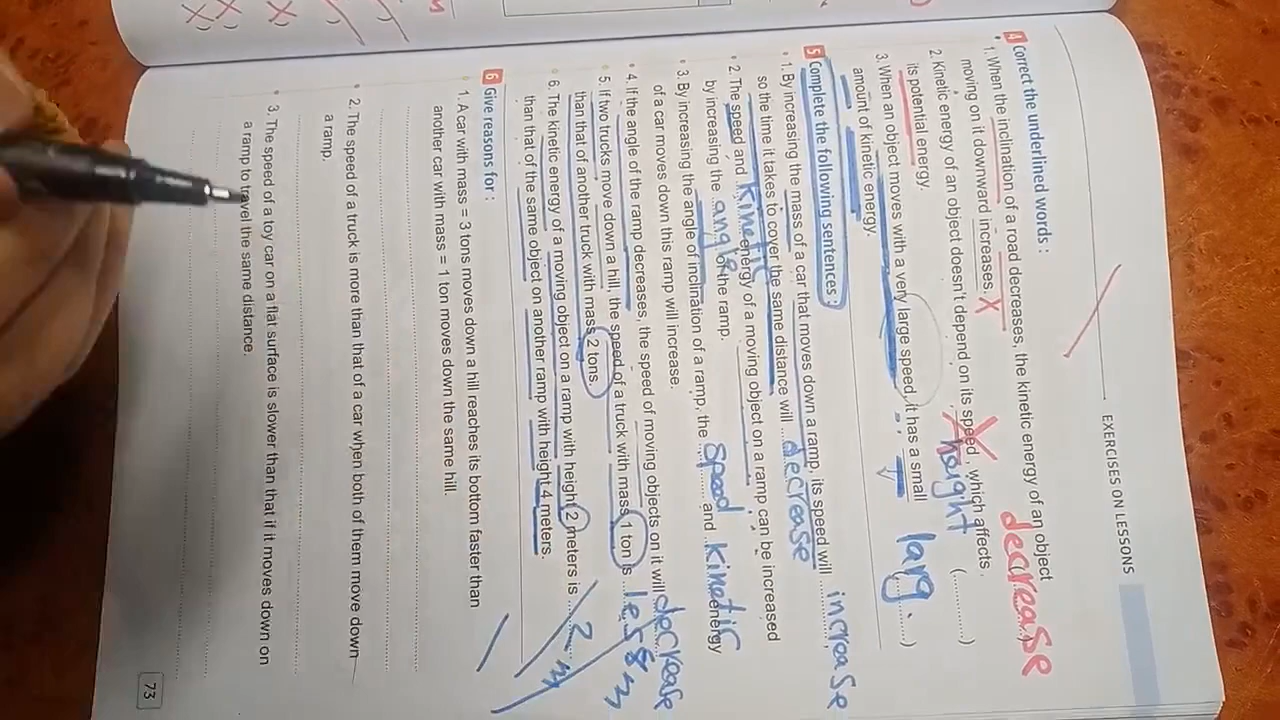 EXERCISES ON LESSONS
4 Correct the underlined words :
1. When the inclination of a road decreases, the kinetic energy of an object
moving on it downward increases. X decrease
2. Kinetic energy of an object doesn't depend on its speed, which affects
its potential energy. height (............)
3. When an object moves with a very large speed, it has a small
amount of kinetic energy. larg. (............)
5 Complete the following sentences :
1. By increasing the mass of a car that moves down a ramp, its speed will increase
so the time it takes to cover the same distance will decrease
2. The speed and kinetic energy of a moving object on a ramp can be increased
by increasing the angle of the ramp.
3. By increasing the angle of inclination of a ramp, the speed and kinetic energy
of a car moves down this ramp will increase.
4. If the angle of the ramp decreases, the speed of moving objects on it will decrease
5. If two trucks move down a hill, the speed of a truck with mass 1 ton is less
than that of another truck with mass 2 tons.
6. The kinetic energy of a moving object on a ramp with height 2 meters is
than that of the same object on another ramp with height 4 meters.
6 Give reasons for :
1. A car with mass = 3 tons moves down a hill reaches its bottom faster than
another car with mass = 1 ton moves down the same hill.
2. The speed of a truck is more than that of a car when both of them move down
a ramp.
3. The speed of a toy car on a flat surface is slower than that if it moves down on
a ramp to travel the same distance.
73